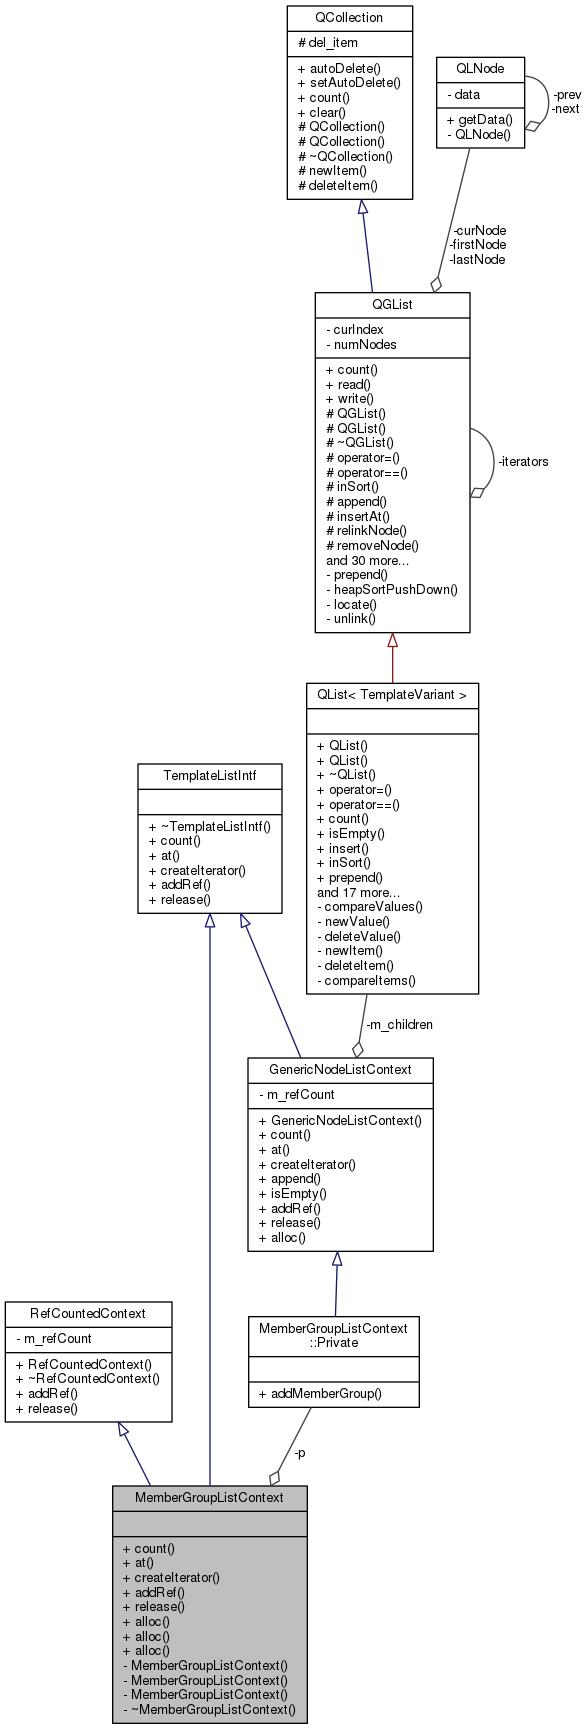 QCollection
# del_item
+ autoDelete()
+ setAutoDelete()
+ count()
+ clear()
# QCollection()
# QCollection()
# ~QCollection()
# newItem()
# deleteItem()
QLNode
- data
+ getData()
- QLNode()
-prev
-next
-curNode
-firstNode
-lastNode
QGList
- curIndex
- numNodes
+ count()
+ read()
+ write()
# QGList()
# QGList()
# ~QGList()
# operator=()
# operator==()
# inSort()
# append()
# insertAt()
# relinkNode()
# removeNode()
and 30 more...
- prepend()
- heapSortPushDown()
- locate()
- unlink()
-iterators
QList< TemplateVariant >
+ QList()
+ QList()
+ ~QList()
+ operator=()
+ operator==()
+ count()
+ isEmpty()
+ insert()
+ inSort()
+ prepend()
and 17 more...
- compareValues()
- newValue()
- deleteValue()
- newItem()
- deleteItem()
- compareItems()
TemplateListIntf
+ ~TemplateListIntf()
+ count()
+ at()
+ createIterator()
+ addRef()
+ release()
-m_children
GenericNodeListContext
- m_refCount
+ GenericNodeListContext()
+ count()
+ at()
+ createIterator()
+ append()
+ isEmpty()
+ addRef()
+ release()
+ alloc()
RefCountedContext
- m_refCount
+ RefCountedContext()
+ ~RefCountedContext()
+ addRef()
+ release()
MemberGroupListContext
::Private
+ addMemberGroup()
-p
MemberGroupListContext
+ count()
+ at()
+ createIterator()
+ addRef()
+ release()
+ alloc()
+ alloc()
+ alloc()
- MemberGroupListContext()
- MemberGroupListContext()
- MemberGroupListContext()
- ~MemberGroupListContext()